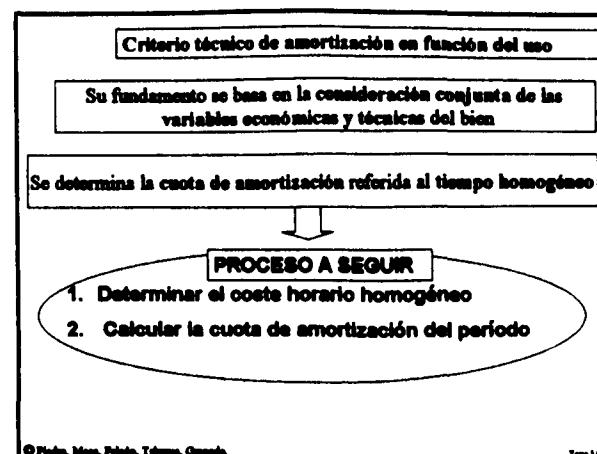 Criterio técnico de amortización en función del uso
Su fundamento se basa en la consideración conjunta de las
variables económicas y técnicas del bien
Se determina la cuota de amortización referida al tiempo homogéneo
PROCESO A SEGUIR
1. Determinar el coste horario homogéneo
2. Calcular la cuota de amortización del período